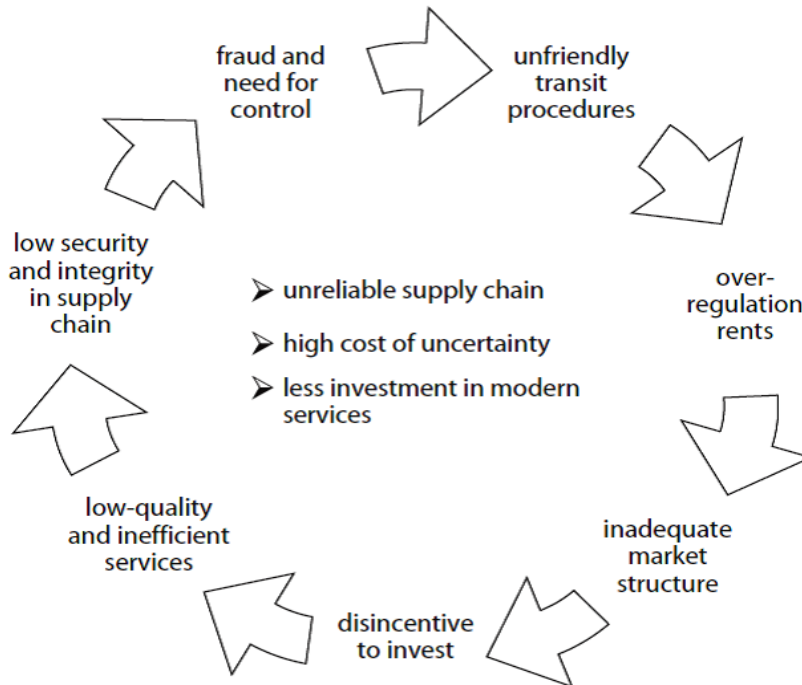 fraud and
need for
control
unfriendly
transit
procedures
over-
regulation
rents
inadequate
market
structure
disincentive
to invest
low-quality
and inefficient
services
low security
and integrity
in supply
chain
unreliable supply chain
high cost of uncertainty
less investment in modern
services